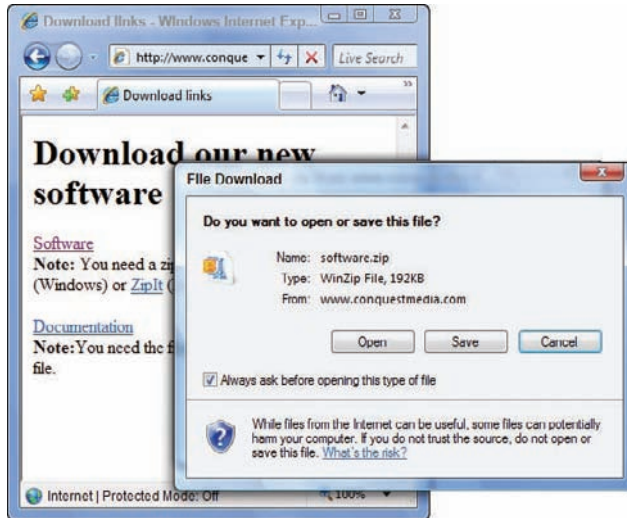 Download links - Windows Internet Exp...
http://www.conque
Live Search
Download links
Download our new
software
Software
Note: You need a zi
(Windows) or ZipIt (
Documentation
Note:You need the f
file.
File Download
Do you want to open or save this file?
Name: software.zip
Type: WinZip File, 192KB
From: www.conquestmedia.com
Open
Save
Cancel
Always ask before opening this type of file
While files from the Internet can be useful, some files can potentially
harm your computer. If you do not trust the source, do not open or
save this file. What's the risk?
Internet | Protected Mode: Off
100%